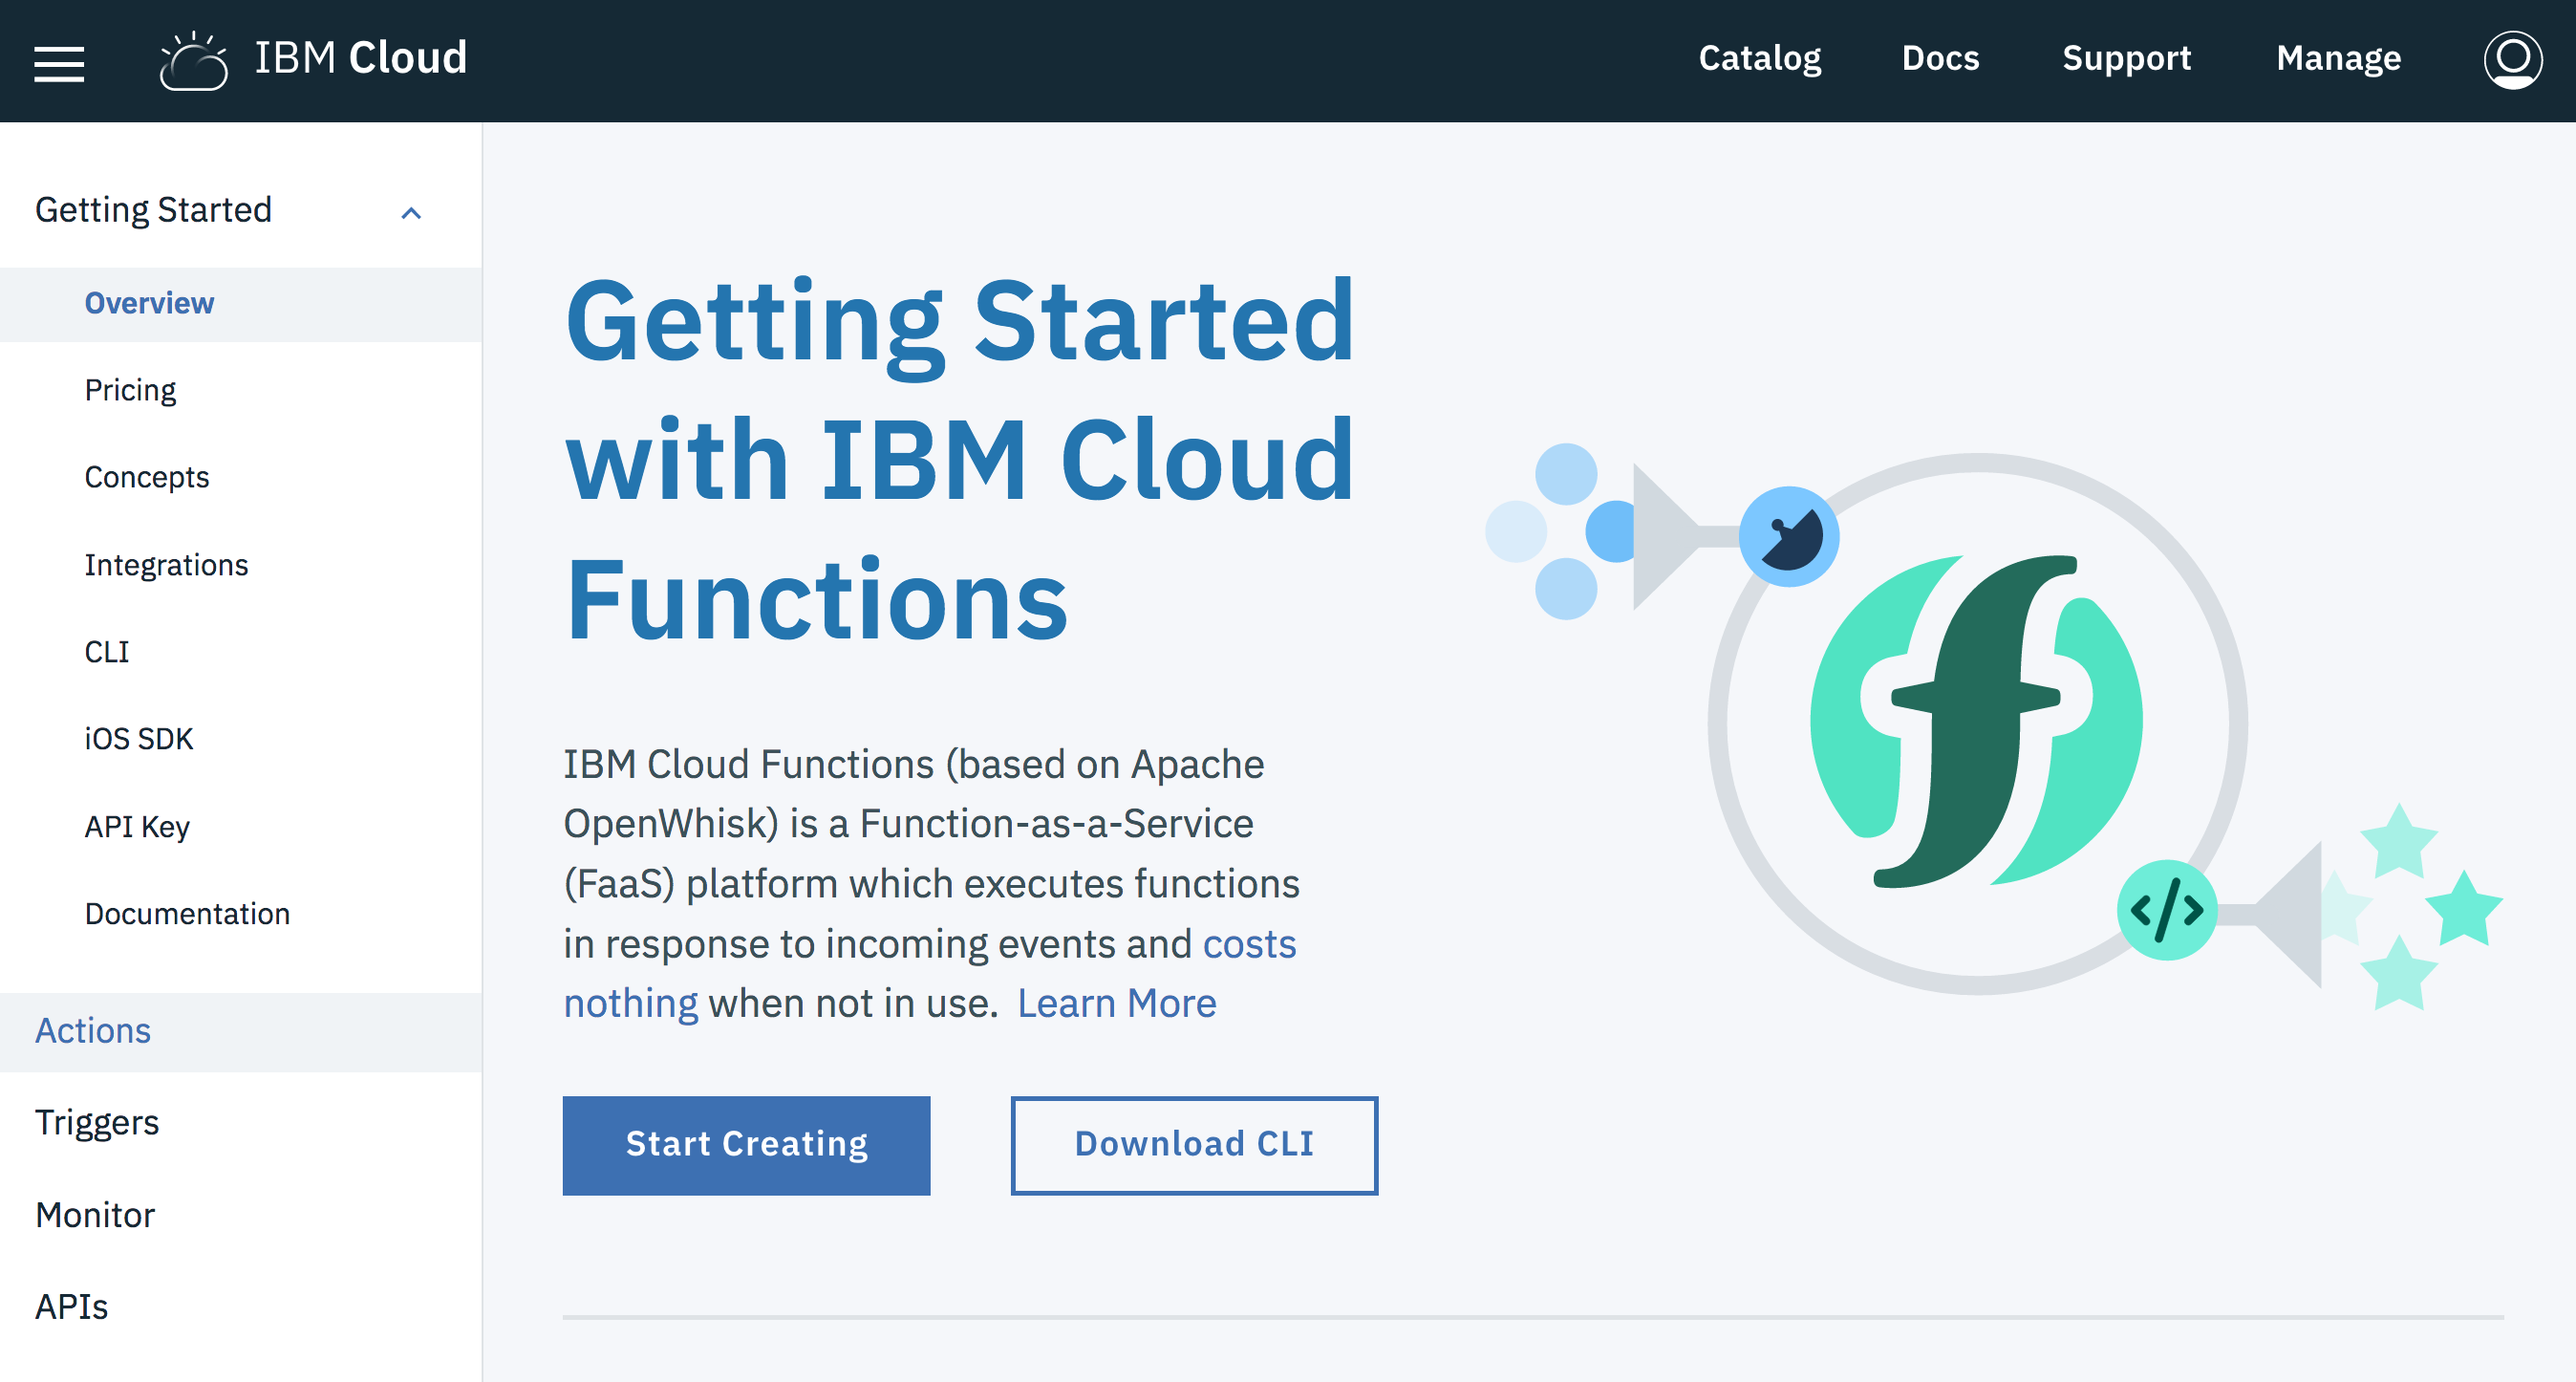 IBM Cloud
Catalog
Docs
Support
Manage
Getting Started
Overview
Pricing
Concepts
Integrations
CLI
iOS SDK
API Key
Documentation
Actions
Triggers
Monitor
APIs
Getting Started
with IBM Cloud
Functions
IBM Cloud Functions (based on Apache
OpenWhisk) is a Function-as-a-Service
(FaaS) platform which executes functions
in response to incoming events and costs
nothing when not in use. Learn More
Start Creating
Download CLI